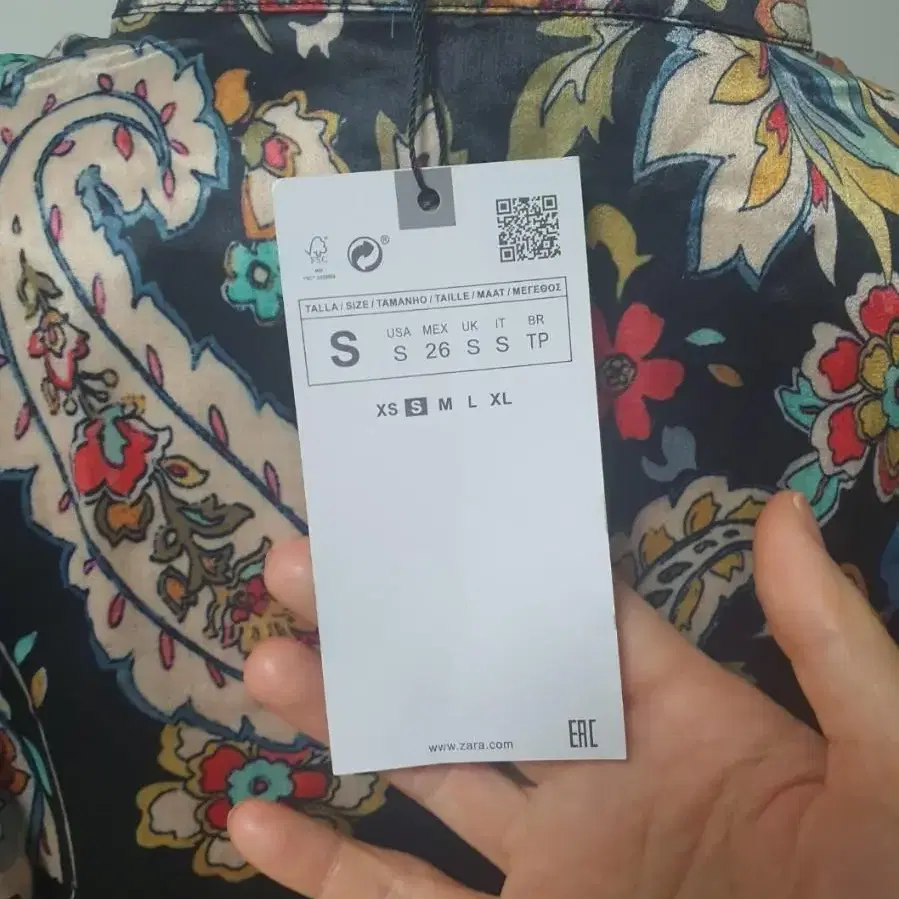 FSC
®
TALLA / SIZE / TAMANHO / TAILLE / MAAT / ΜΕΓΕΘΟΣ
S
USA MEX UK IT BR
S 26 S S TP
XS S M L XL
www.zara.com
EAC